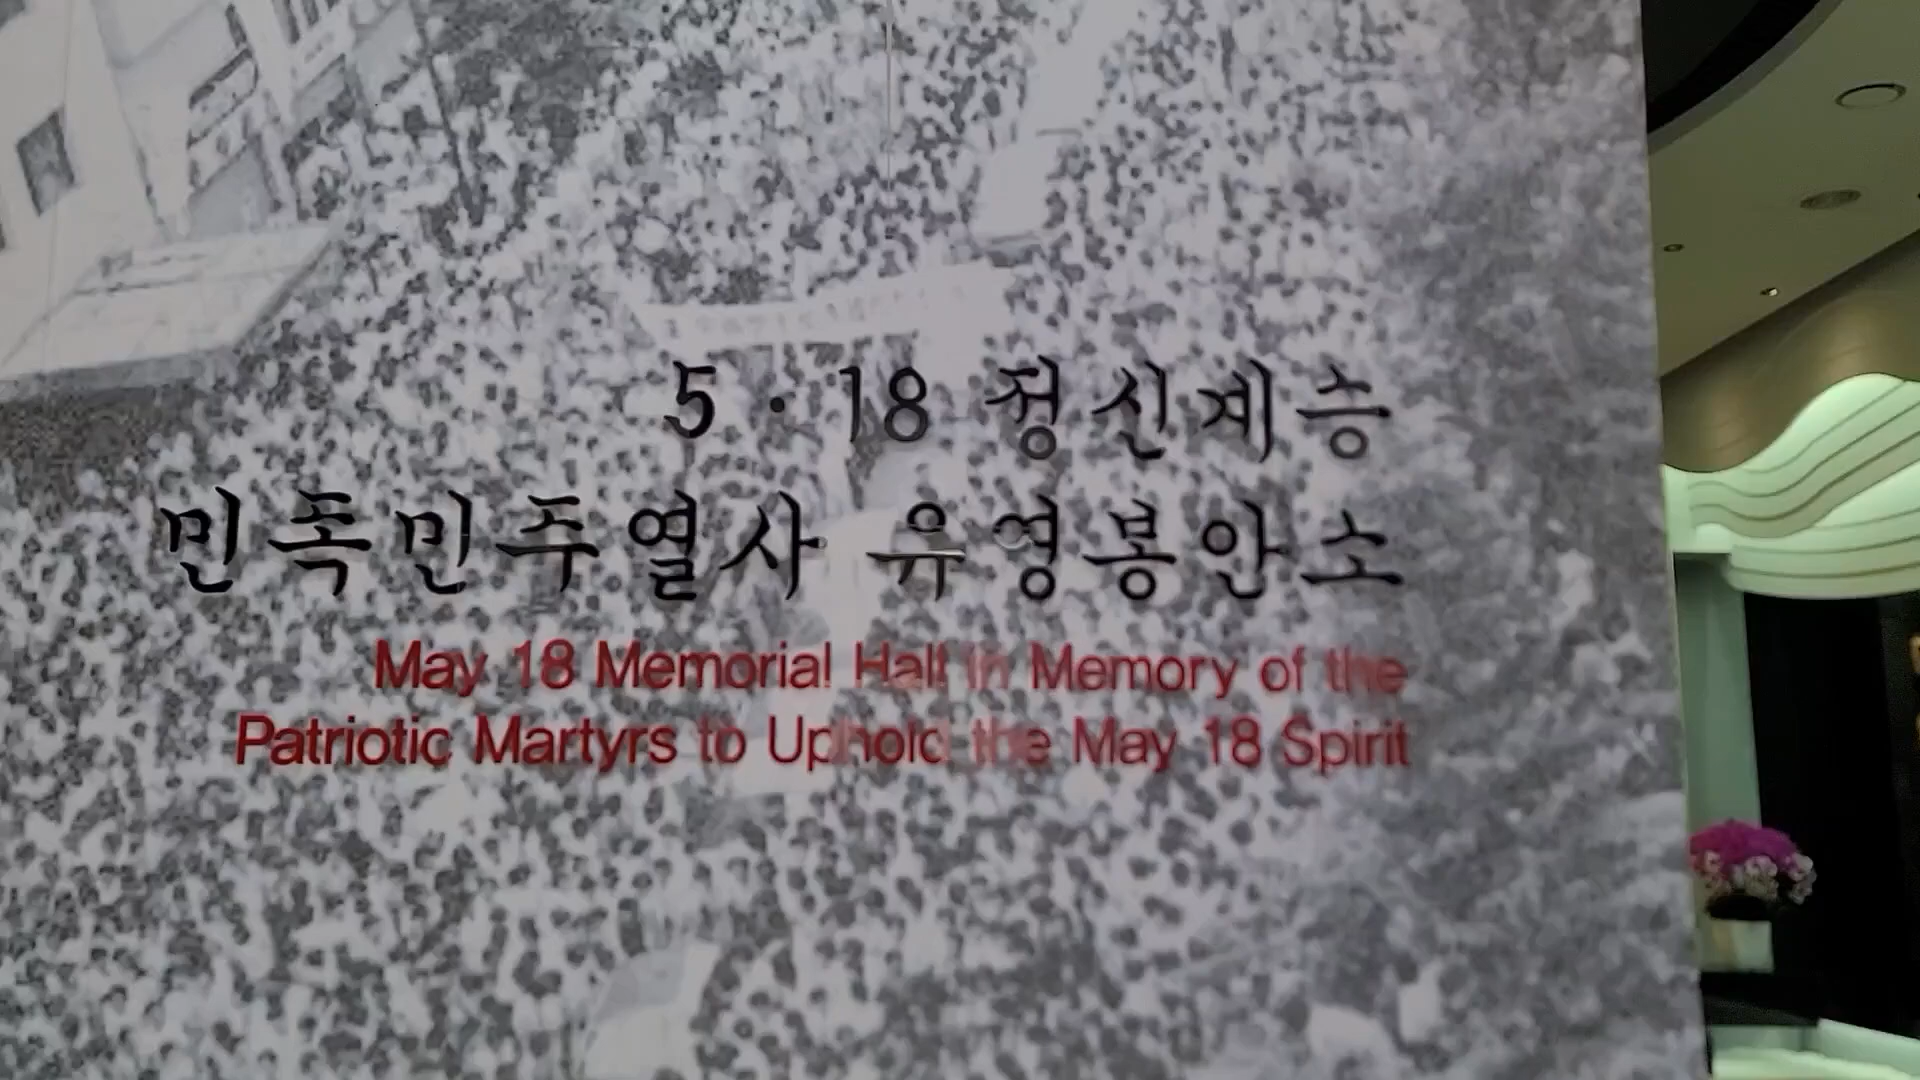 5·18 정신계승
민족민주열사 유영봉안소
May 18 Memorial Hall in Memory of the
Patriotic Martyrs to Uphold the May 18 Spirit